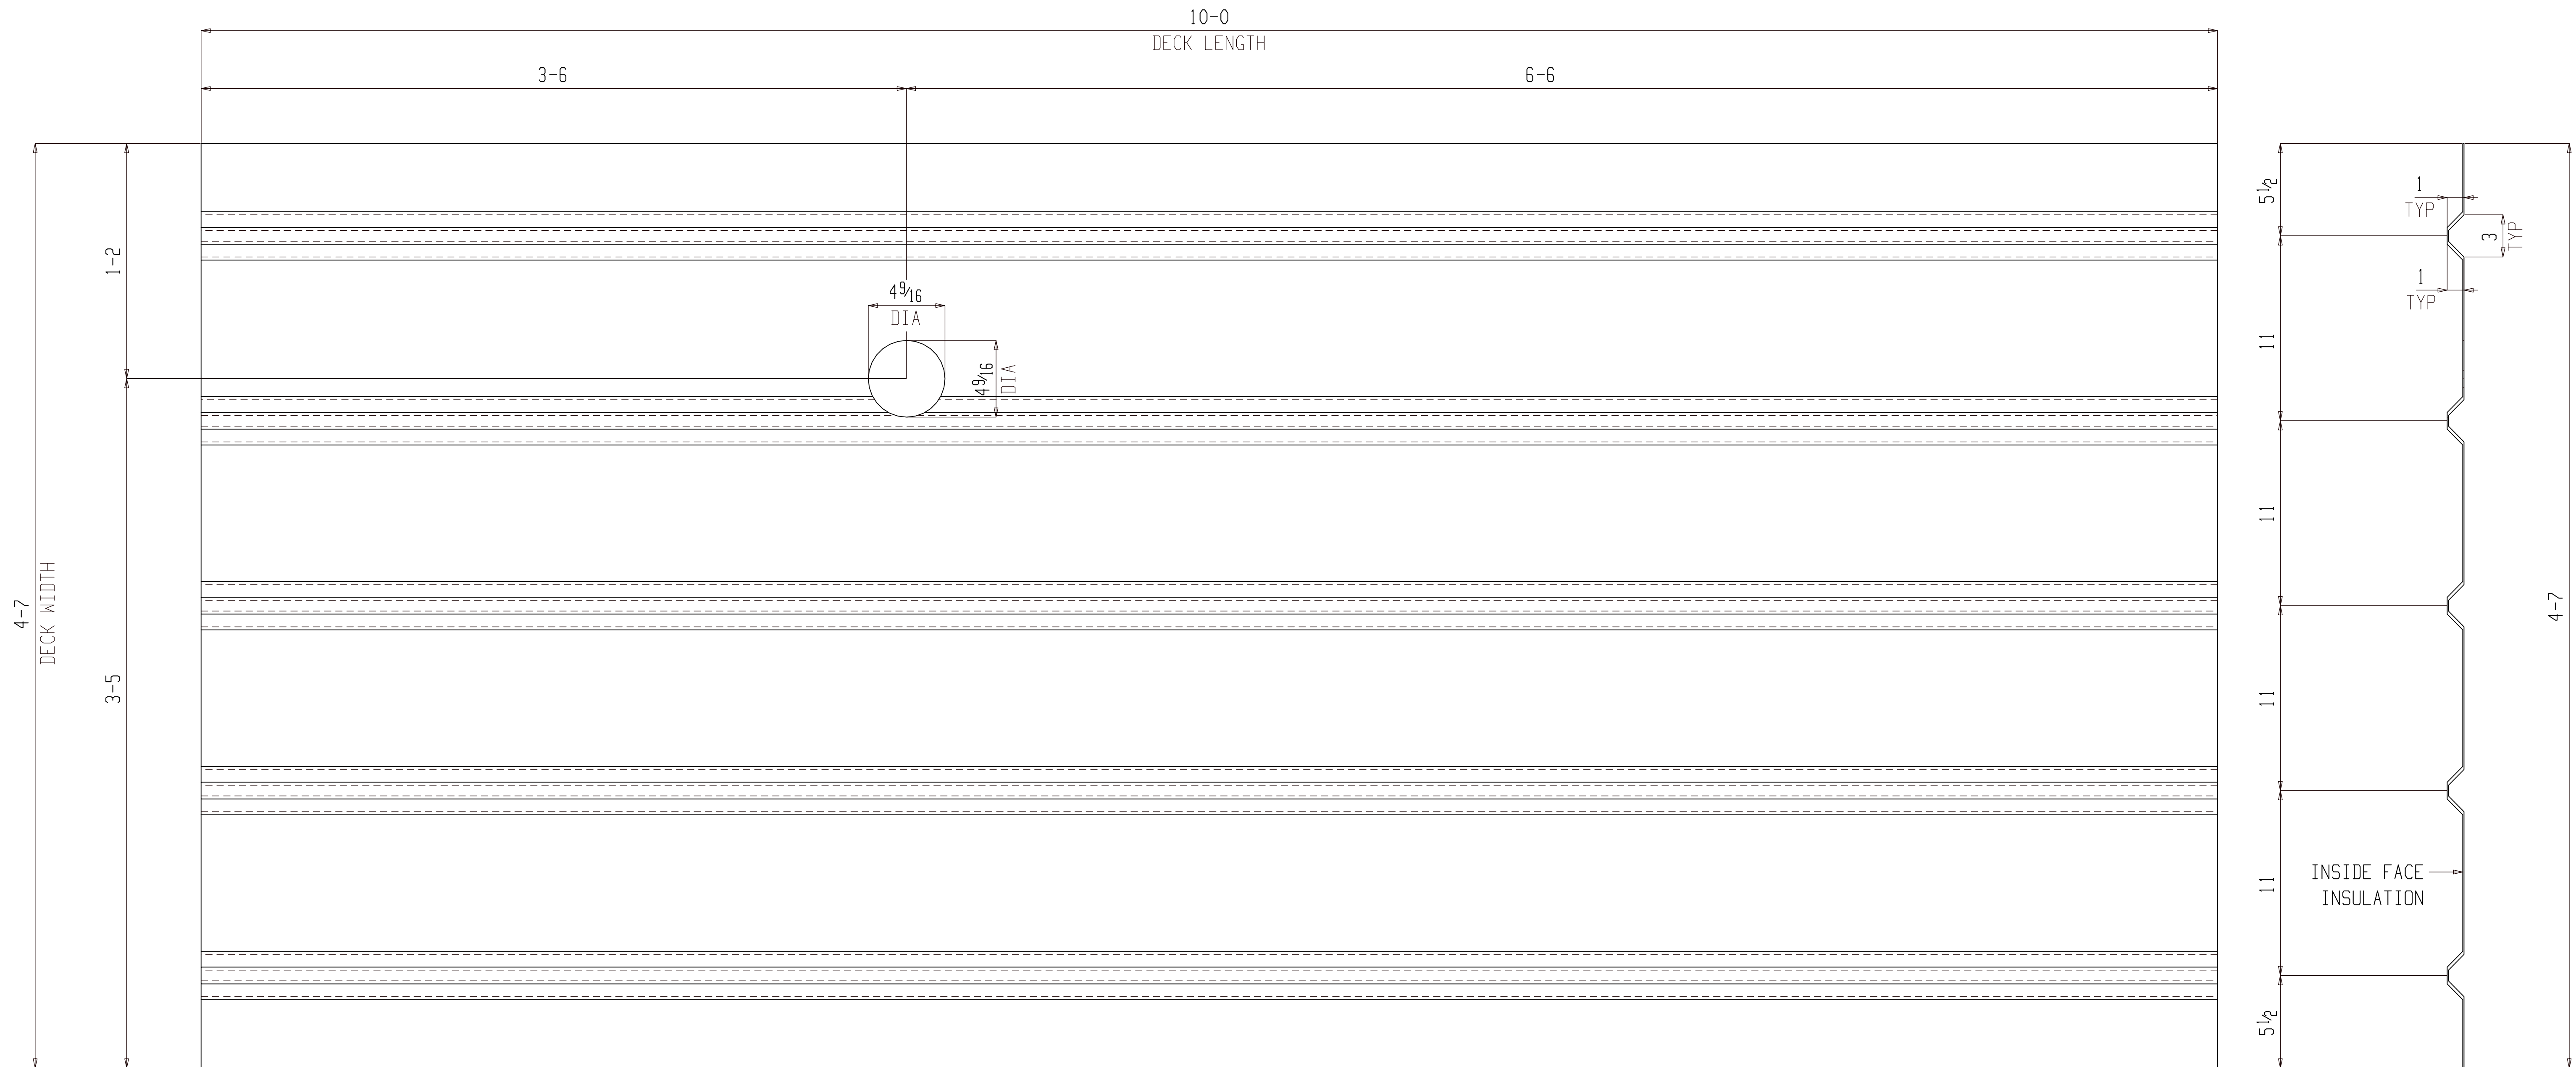 10-0
DECK LENGTH
3-6
6-6
5½
1
TYP
3
TYP
1-2
1
TYP
4 9/16
DIA
4 9/16
DIA
11
11
4-7
DECK WIDTH
4-7
3-5
11
11
INSIDE FACE
INSULATION
5½